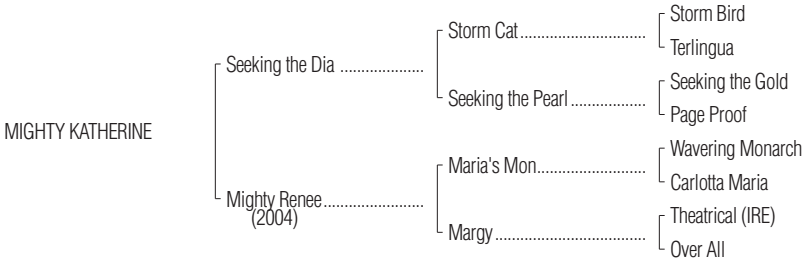 Storm Bird
Storm Cat..............................
Terlingua
Seeking the Dia ....................
Seeking the Gold
Seeking the Pearl..................
Page Proof
MIGHTY KATHERINE
Wavering Monarch
Maria's Mon..........................
Carlotta Maria
Mighty Renee........................
(2004)
Theatrical (IRE)
Margy ....................................
Over All